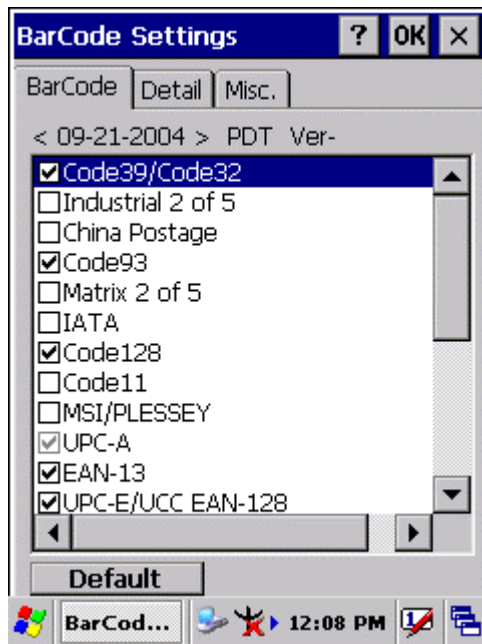 BarCode Settings ? OK ×
BarCode Detail Misc.
< 09-21-2004 > PDT Ver-
Code39/Code32
Industrial 2 of 5
China Postage
Code93
Matrix 2 of 5
IATA
Code128
Code11
MSI/PLESSEY
UPC-A
EAN-13
UPC-E/UCC EAN-128
Default
BarCod... 12:08 PM